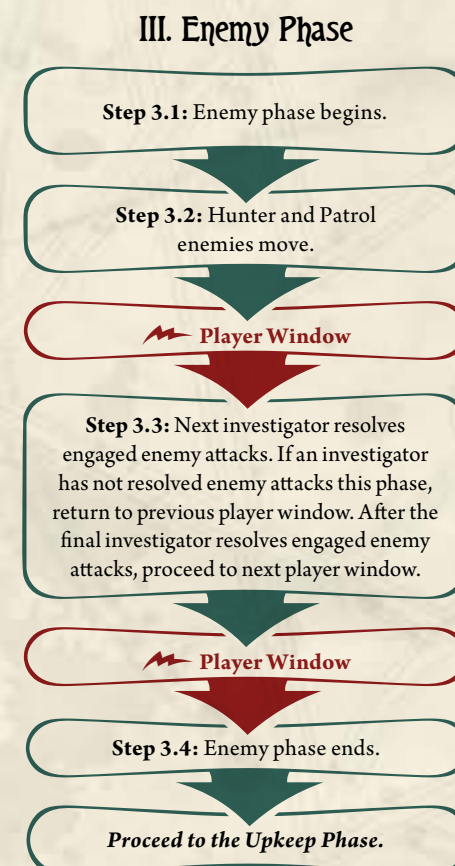 III. Enemy Phase
Step 3.1: Enemy phase begins.
Step 3.2: Hunter and Patrol
enemies move.
Player Window
Step 3.3: Next investigator resolves
engaged enemy attacks. If an investigator
has not resolved enemy attacks this phase,
return to previous player window. After the
final investigator resolves engaged enemy
attacks, proceed to next player window.
Player Window
Step 3.4: Enemy phase ends.
Proceed to the Upkeep Phase.